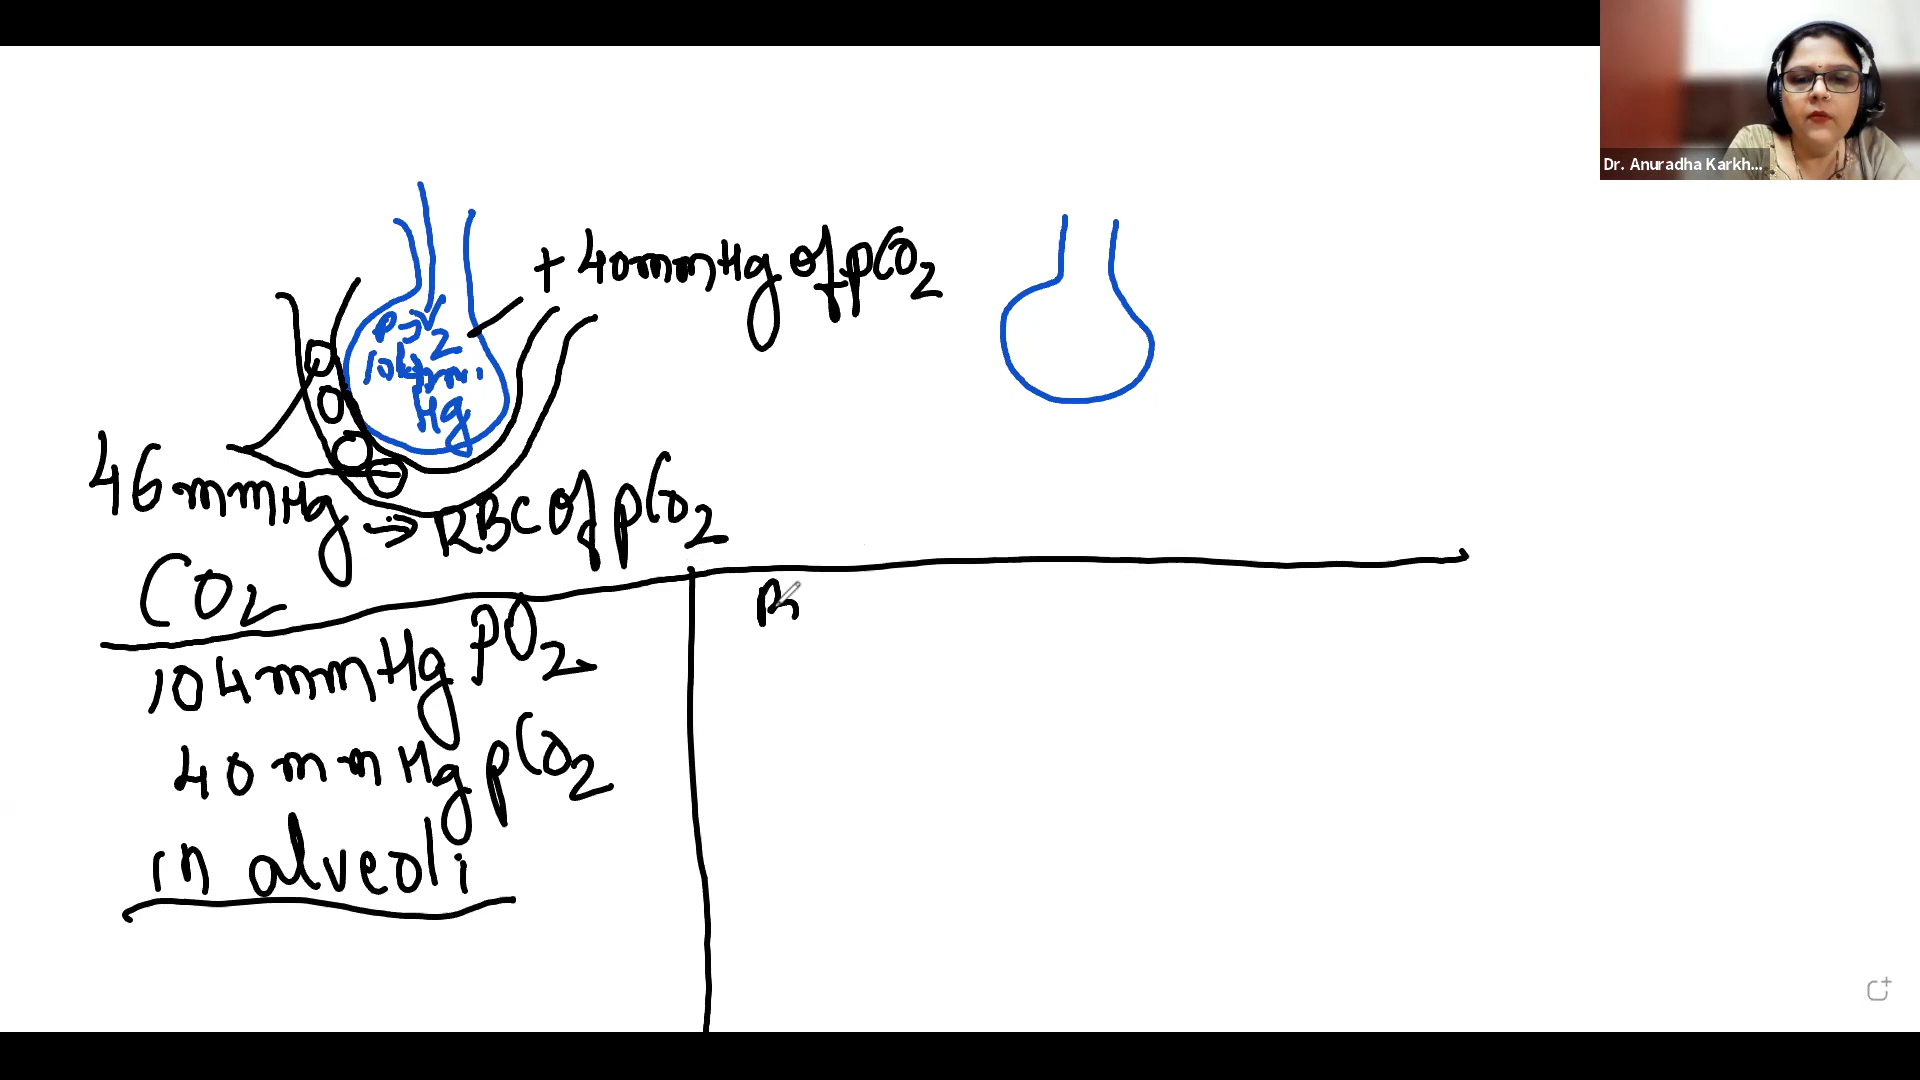 Dr. Anuradha Karkh...
+ 40mmHg of pCO2
104mm
Hg
46mmHg → RBC of pCO2
CO2
104mmHg PO2
40mmHg pCO2
in alveoli